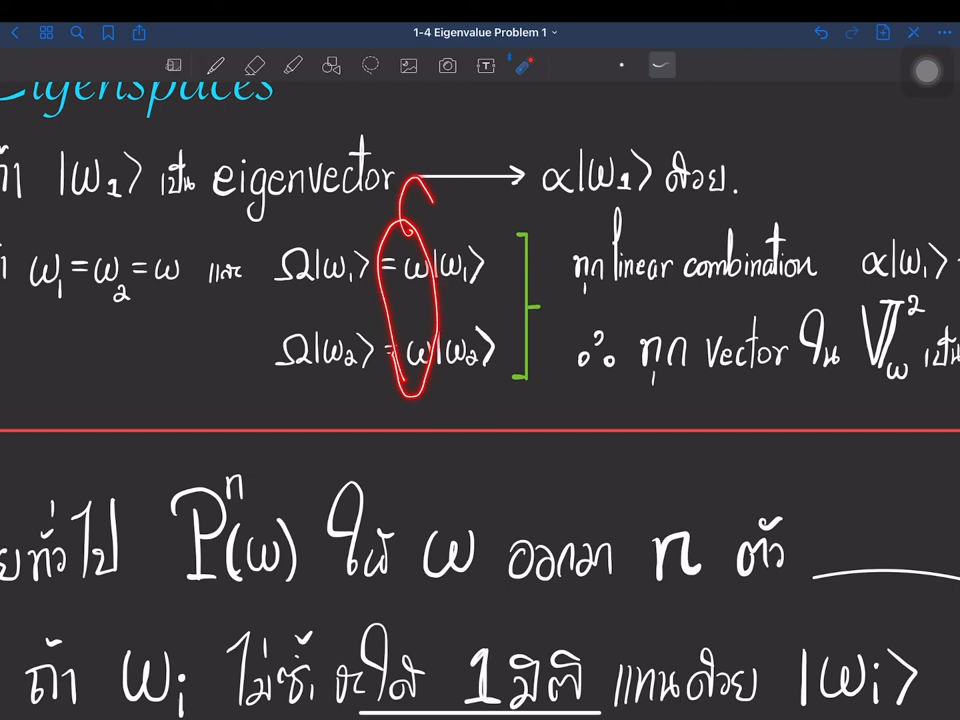 1-4 Eigenvalue Problem 1
Eigenspaces
ถ้า |ω₁⟩ เป็น eigenvector → α|ω₁⟩ ด้วย.
ω₁ = ω₂ = ω และ Ω|ω₁⟩ = ω|ω₁⟩ ทุก linear combination α|ω₁⟩
Ω|ω₂⟩ = ω|ω₂⟩ ∴ ทุก vector ใน 𝕍²_ω เป็น
ยทั่วไป Pⁿ(ω) ให้ ω ออกมา n ตัว
ถ้า ωᵢ ไม่ซ้ำ จะได้ 1 มิติ แทนด้วย |ωᵢ⟩